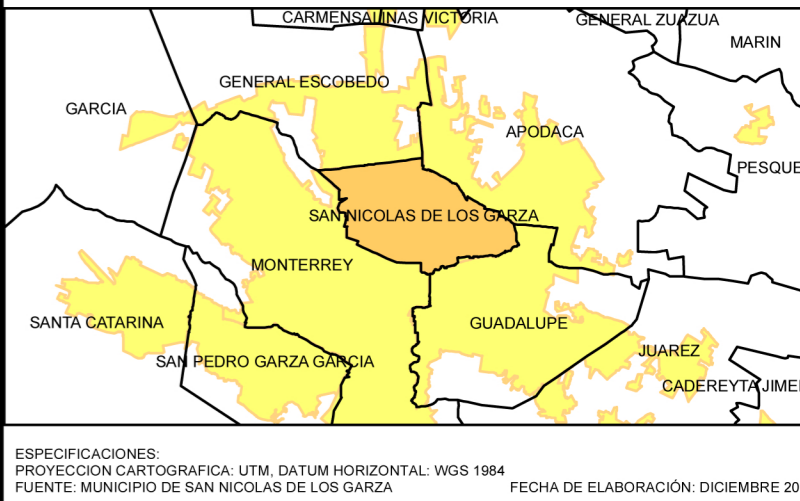 CARMEN
SALINAS VICTORIA
GENERAL ZUAZUA
MARIN
GENERAL ESCOBEDO
GARCIA
APODACA
PESQUE
SAN NICOLAS DE LOS GARZA
MONTERREY
SANTA CATARINA
GUADALUPE
JUAREZ
SAN PEDRO GARZA GARCIA
CADEREYTA JIME
ESPECIFICACIONES:
PROYECCION CARTOGRAFICA: UTM, DATUM HORIZONTAL: WGS 1984
FUENTE: MUNICIPIO DE SAN NICOLAS DE LOS GARZA
FECHA DE ELABORACIÓN: DICIEMBRE 20